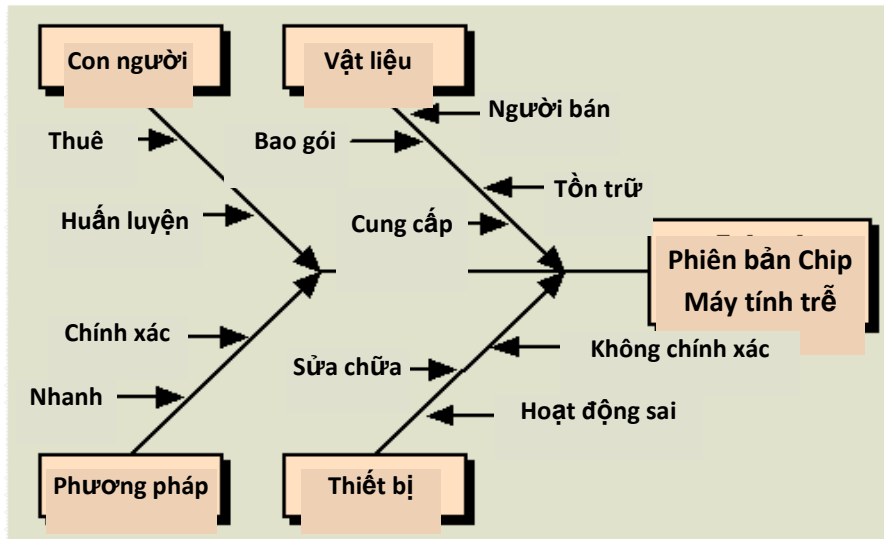 Con người
Vật liệu
Người bán
Thuê
Bao gói
Tồn trữ
Huấn luyện
Cung cấp
Phiên bản Chip
Máy tính trễ
Chính xác
Không chính xác
Sửa chữa
Nhanh
Hoạt động sai
Phương pháp
Thiết bị